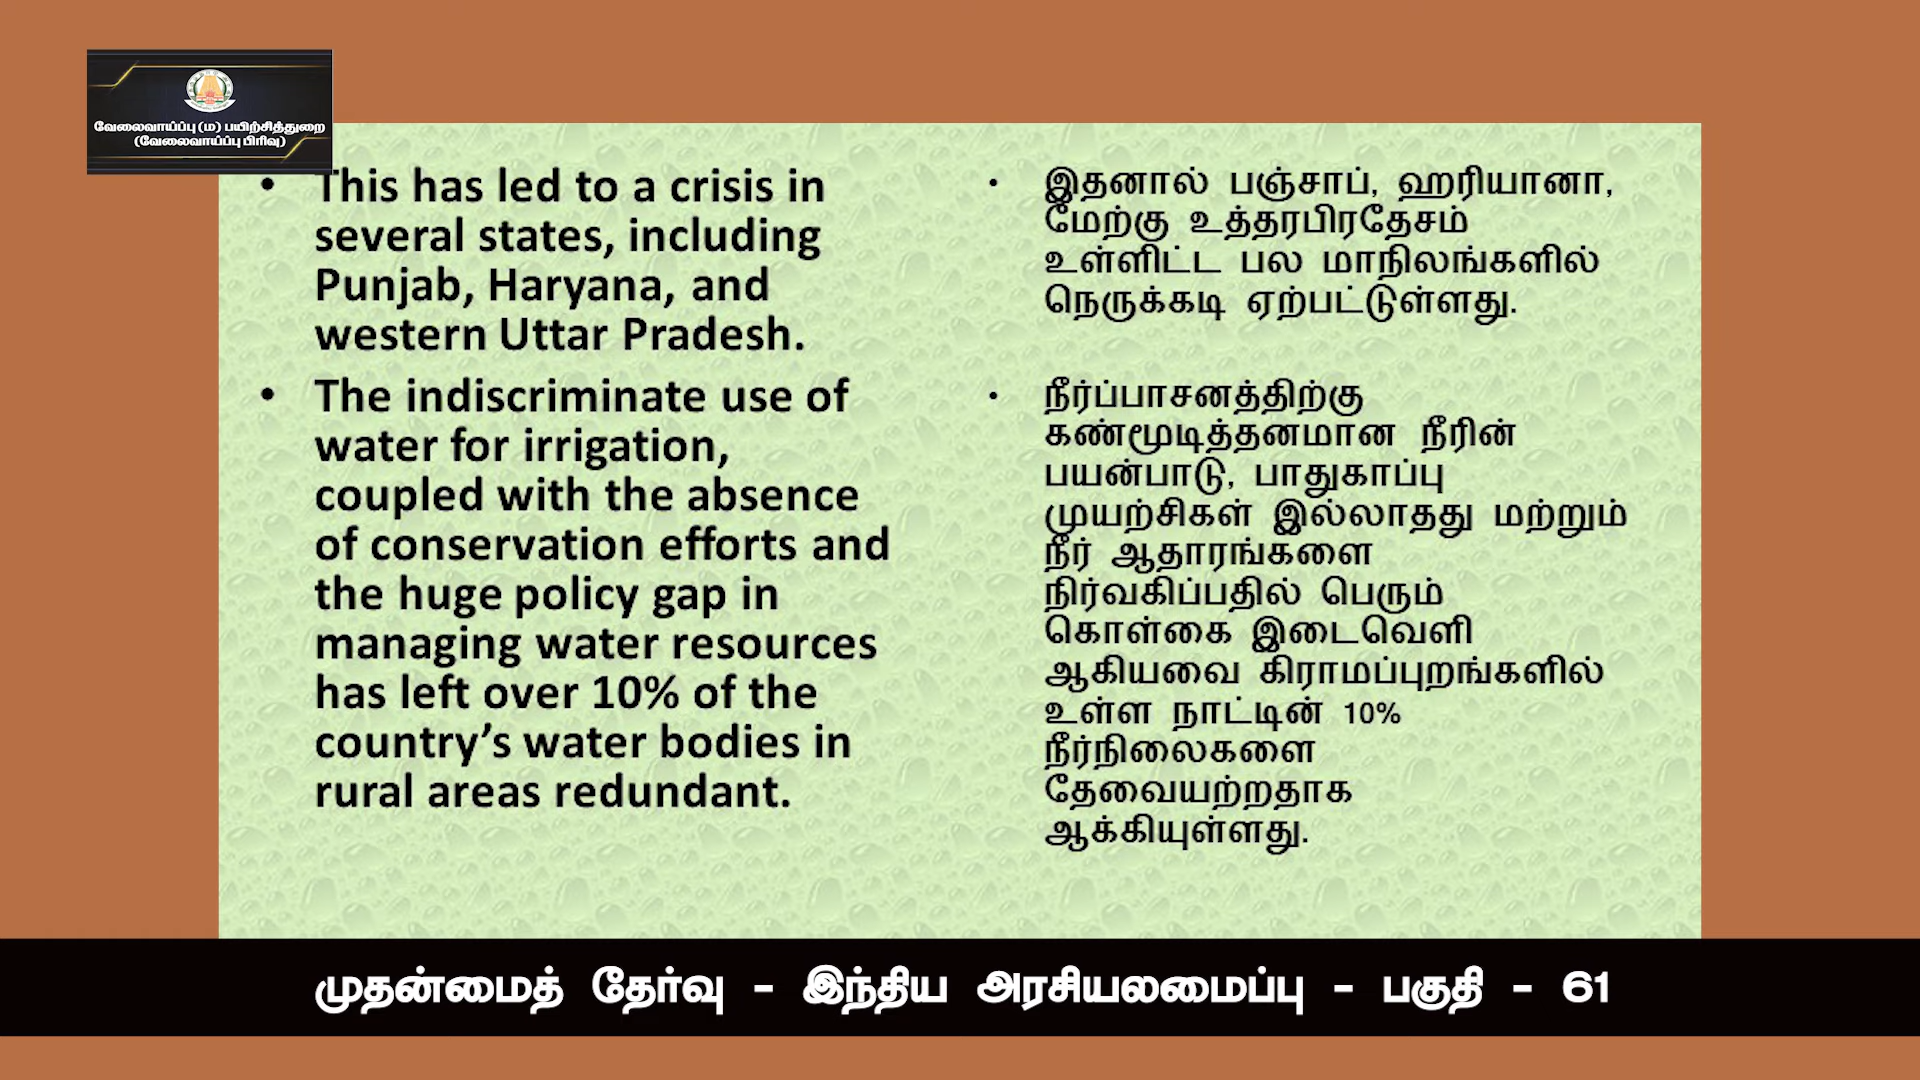 வேலைவாய்ப்பு (ம) பயிற்சித்துறை
(வேலைவாய்ப்பு பிரிவு)
• This has led to a crisis in
several states, including
Punjab, Haryana, and
western Uttar Pradesh.
• The indiscriminate use of
water for irrigation,
coupled with the absence
of conservation efforts and
the huge policy gap in
managing water resources
has left over 10% of the
country’s water bodies in
rural areas redundant.
• இதனால் பஞ்சாப், ஹரியானா,
மேற்கு உத்தரபிரதேசம்
உள்ளிட்ட பல மாநிலங்களில்
நெருக்கடி ஏற்பட்டுள்ளது.
• நீர்ப்பாசனத்திற்கு
கண்மூடித்தனமான நீரின்
பயன்பாடு, பாதுகாப்பு
முயற்சிகள் இல்லாதது மற்றும்
நீர் ஆதாரங்களை
நிர்வகிப்பதில் பெரும்
கொள்கை இடைவெளி
ஆகியவை கிராமப்புறங்களில்
உள்ள நாட்டின் 10%
நீர்நிலைகளை
தேவையற்றதாக
ஆக்கியுள்ளது.
முதன்மைத் தேர்வு - இந்திய அரசியலமைப்பு - பகுதி - 61